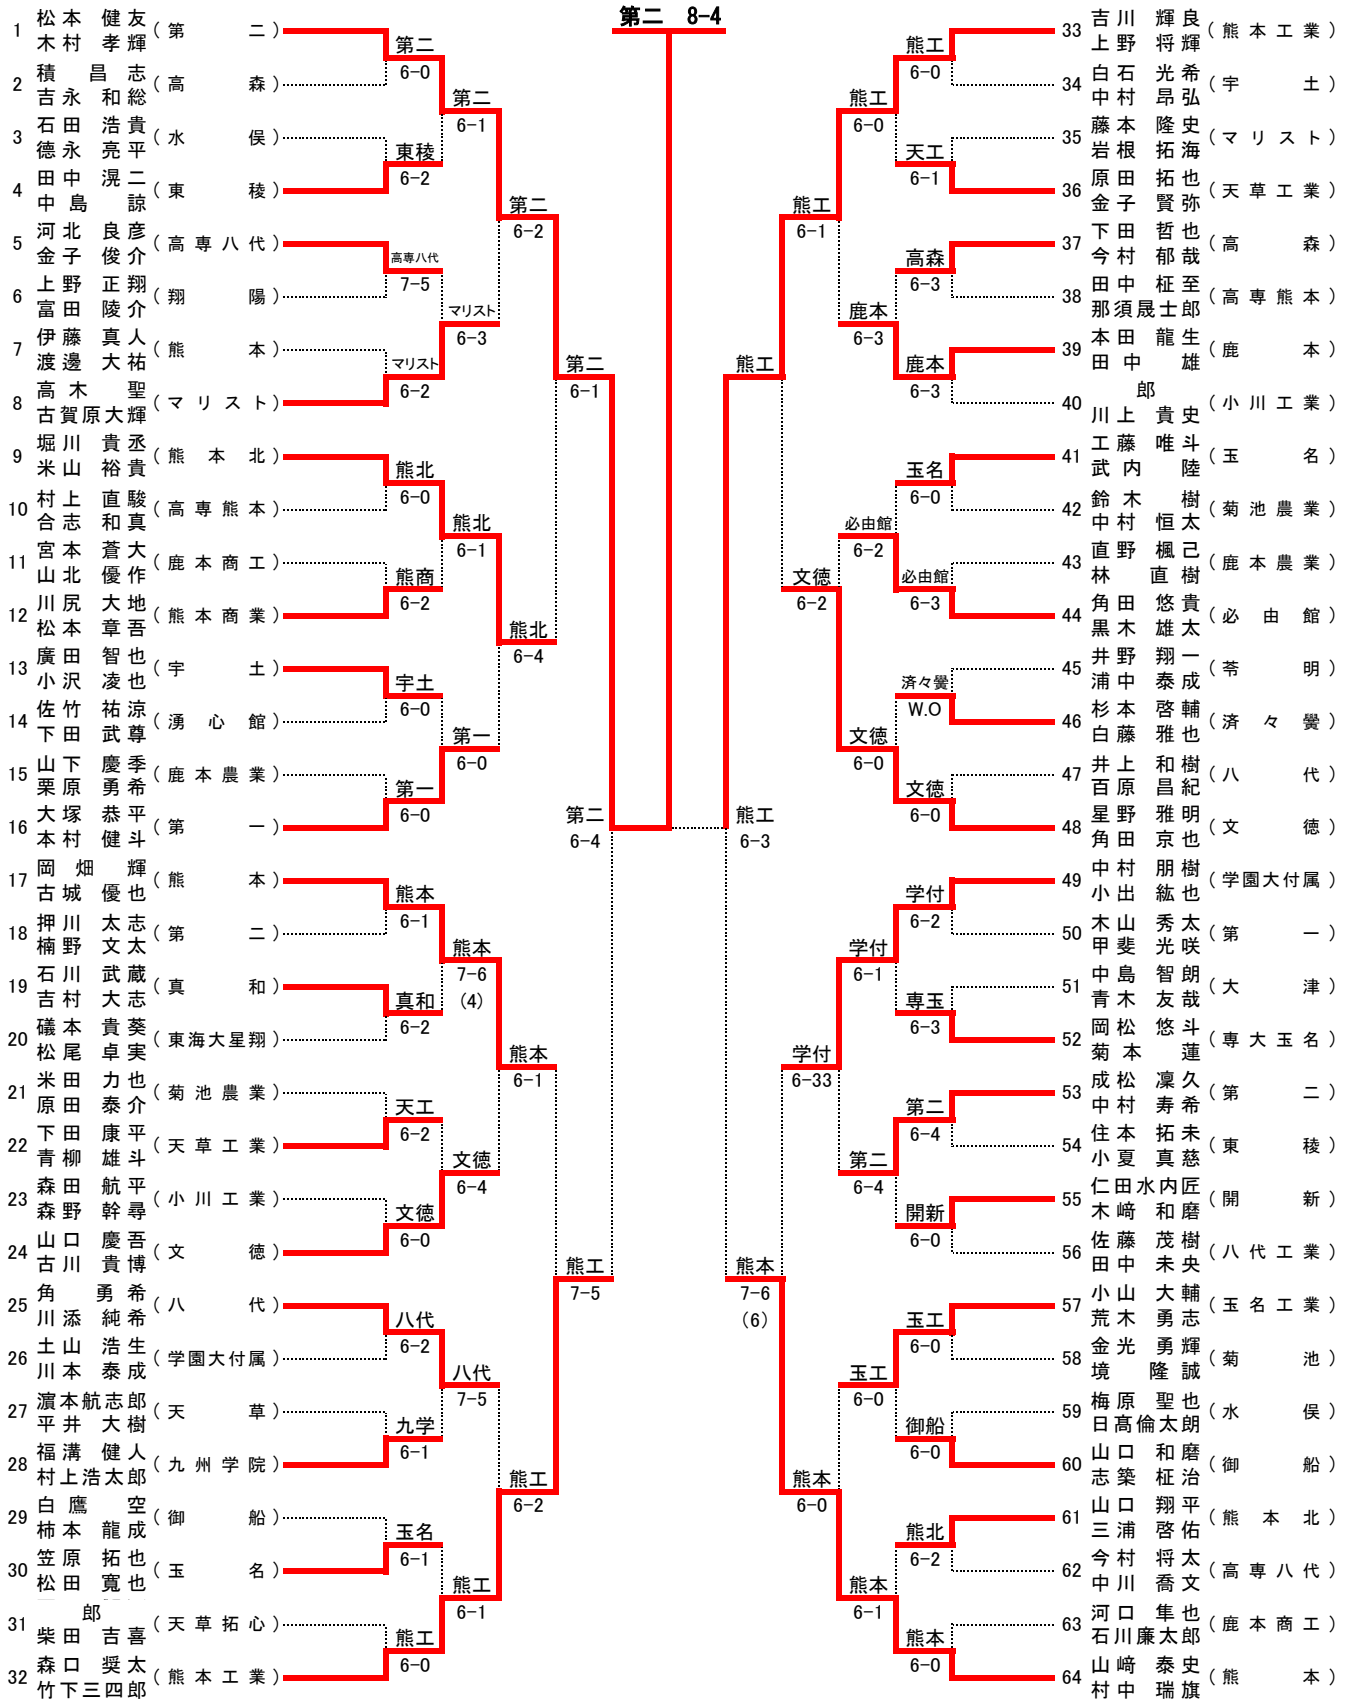 第二 8-4
1 松本 健友 木村 孝輝 (第二)
2 積 昌志 吉永 和総 (高森)
3 石田 浩貴 德永 亮平 (水俣)
4 田中 滉二 中島 諒 (東稜)
5 河北 良彦 金子 俊介 (高専八代)
6 上野 正翔 富田 陵介 (翔陽)
7 伊藤 真人 渡邊 大祐 (熊本)
8 高木 聖 古賀原大輝 (マリスト)
9 堀川 貴丞 米山 裕貴 (熊本北)
10 村上 直駿 合志 和真 (高専熊本)
11 宮本 蒼大 山北 優作 (鹿本商工)
12 川尻 大地 松本 章吾 (熊本商業)
13 廣田 智也 小沢 凌也 (宇土)
14 佐竹 祐涼 下田 武尊 (湧心館)
15 山下 慶季 栗原 勇希 (鹿本農業)
16 大塚 恭平 本村 健斗 (第一)
17 岡畑 輝 古城 優也 (熊本)
18 押川 太志 楠野 文太 (第二)
19 石川 武蔵 吉村 大志 (真和)
20 礒本 貴葵 松尾 卓実 (東海大星翔)
21 米田 力也 原田 泰介 (菊池農業)
22 下田 康平 青柳 雄斗 (天草工業)
23 森田 航平 森野 幹尋 (小川工業)
24 山口 慶吾 古川 貴博 (文徳)
25 角 勇希 川添 純希 (八代)
26 土山 浩生 川本 泰成 (学園大付属)
27 濵本航志郎 平井 大樹 (天草)
28 福溝 健人 村上浩太郎 (九州学院)
29 白鷹 空 柿本 龍成 (御船)
30 笠原 拓也 松田 寛也 (玉名)
31 郎 柴田 吉喜 (天草拓心)
32 森口 奨太 竹下三四郎 (熊本工業)
第二 6-0
東稜 6-2
高専八代 7-5
マリスト 6-2
熊北 6-0
熊商 6-2
宇土 6-0
第一 6-0
熊本 6-1
真和 6-2
天工 6-2
文徳 6-0
八代 6-2
九学 6-1
玉名 6-1
熊工 6-0
第二 6-1
マリスト 6-3
熊北 6-1
第一 6-0
熊本 7-6 (4)
文徳 6-4
八代 7-5
熊工 6-1
第二 6-2
熊北 6-4
熊本 6-1
熊工 6-2
第二 6-1
熊工 7-5
第二 6-4
熊工 6-3
熊工
熊本 7-6 (6)
熊工 6-1
文徳 6-2
学付 6-33
熊本 6-0
熊工 6-0
鹿本 6-3
必由館 6-2
文徳 6-0
学付 6-1
第二 6-4
玉工 6-0
熊本 6-1
熊工 6-0
天工 6-1
高森 6-3
鹿本 6-3
玉名 6-0
必由館 6-3
済々黌 W.O
文徳 6-0
学付 6-2
専玉 6-3
第二 6-4
開新 6-0
玉工 6-0
御船 6-0
熊北 6-2
熊本 6-0
33 吉川 輝良 上野 将輝 (熊本工業)
34 白石 光希 中村 昂弘 (宇土)
35 藤本 隆史 岩根 拓海 (マリスト)
36 原田 拓也 金子 賢弥 (天草工業)
37 下田 哲也 今村 郁哉 (高森)
38 田中 柾至 那須晟士郎 (高専熊本)
39 本田 龍生 田中 雄 (鹿本)
40 郎 川上 貴史 (小川工業)
41 工藤 唯斗 武内 陸 (玉名)
42 鈴木 樹 中村 恒太 (菊池農業)
43 直野 楓己 林 直樹 (鹿本農業)
44 角田 悠貴 黒木 雄太 (必由館)
45 井野 翔一 浦中 泰成 (苓明)
46 杉本 啓輔 白藤 雅也 (済々黌)
47 井上 和樹 百原 昌紀 (八代)
48 星野 雅明 角田 京也 (文徳)
49 中村 朋樹 小出 紘也 (学園大付属)
50 木山 秀太 甲斐 光咲 (第一)
51 中島 智朗 青木 友哉 (大津)
52 岡松 悠斗 菊本 蓮 (専大玉名)
53 成松 凜久 中村 寿希 (第二)
54 住本 拓未 小夏 真慈 (東稜)
55 仁田水内匠 木﨑 和磨 (開新)
56 佐藤 茂樹 田中 未央 (八代工業)
57 小山 大輔 荒木 勇志 (玉名工業)
58 金光 勇輝 境 隆誠 (菊池)
59 梅原 聖也 日髙倫太朗 (水俣)
60 山口 和磨 志築 柾治 (御船)
61 山口 翔平 三浦 啓佑 (熊本北)
62 今村 将太 中川 喬文 (高専八代)
63 河口 隼也 石川廉太郎 (鹿本商工)
64 山﨑 泰史 村中 瑞旗 (熊本)